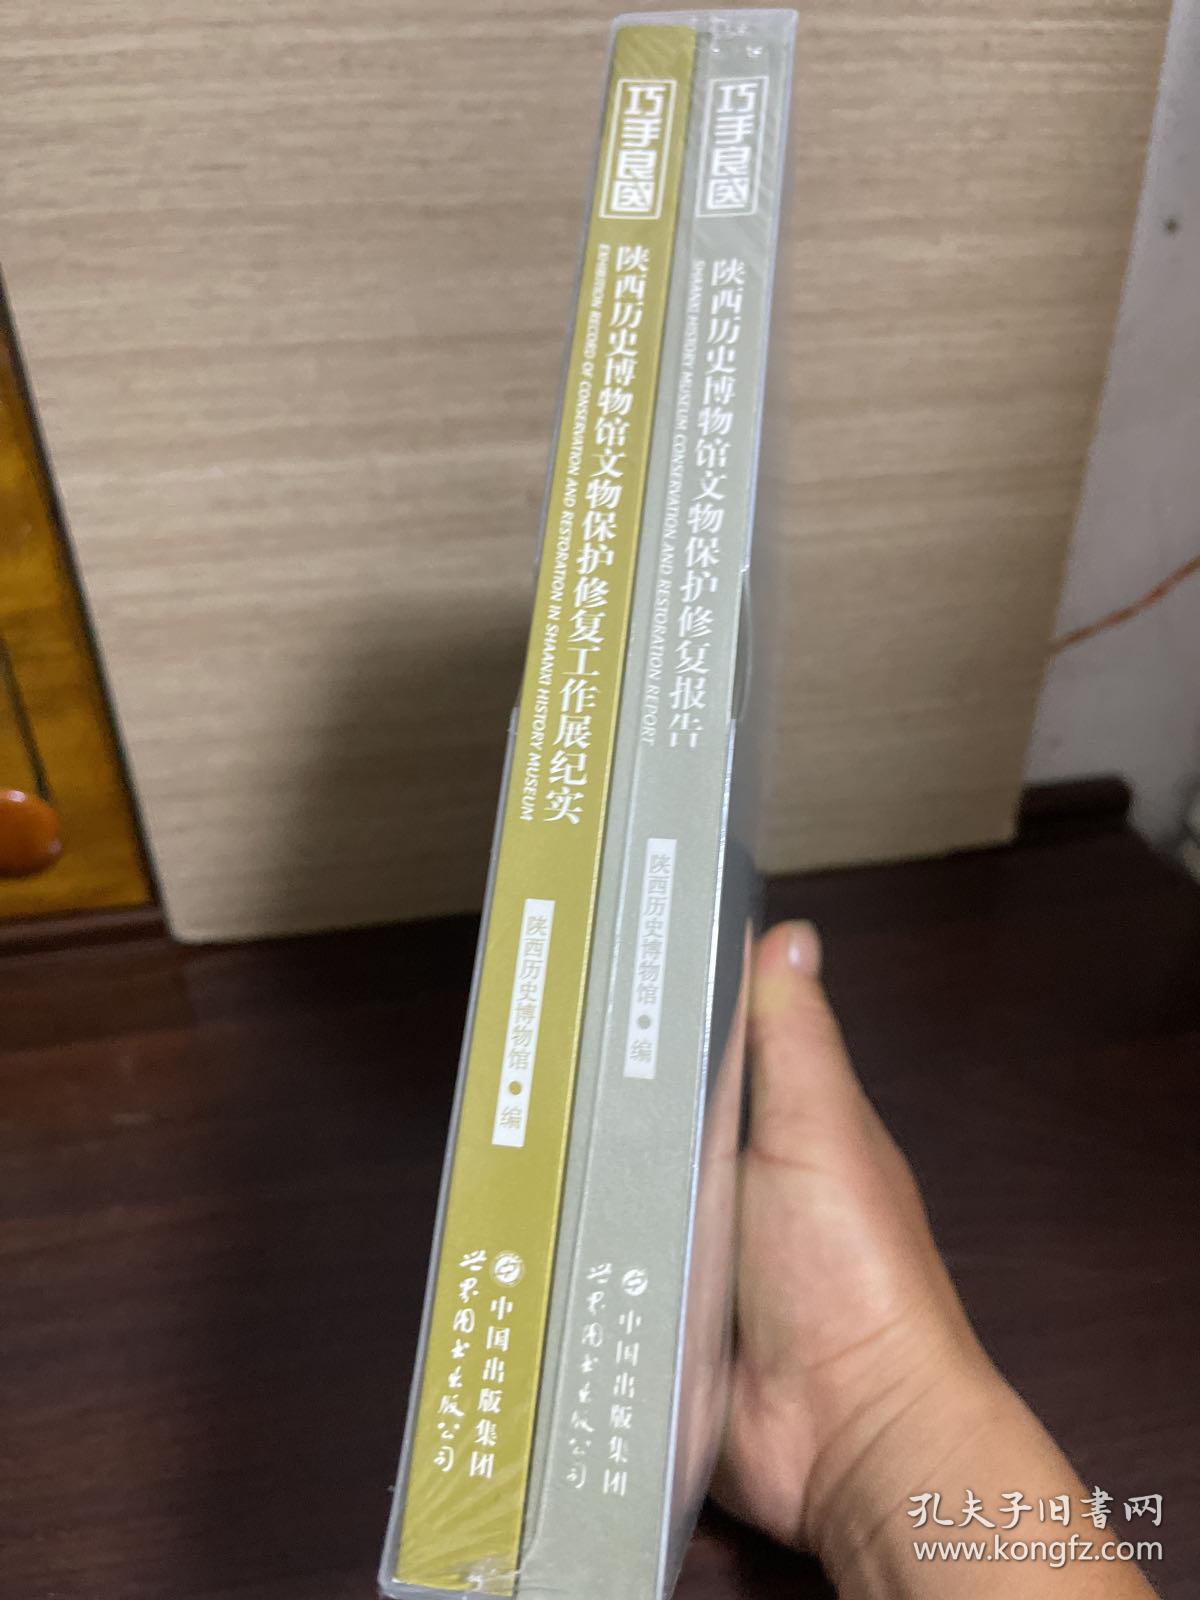 巧手良医
陕西历史博物馆文物保护修复工作展纪实
EXHIBITION RECORD OF CONSERVATION AND RESTORATION IN SHAANXI HISTORY MUSEUM
陕西历史博物馆●编
中国出版集团
世界图书出版公司
巧手良医
陕西历史博物馆文物保护修复报告
SHAANXI HISTORY MUSEUM CONSERVATION AND RESTORATION REPORT
陕西历史博物馆●编
中国出版集团
世界图书出版公司
孔夫子旧書网
www.kongfz.com